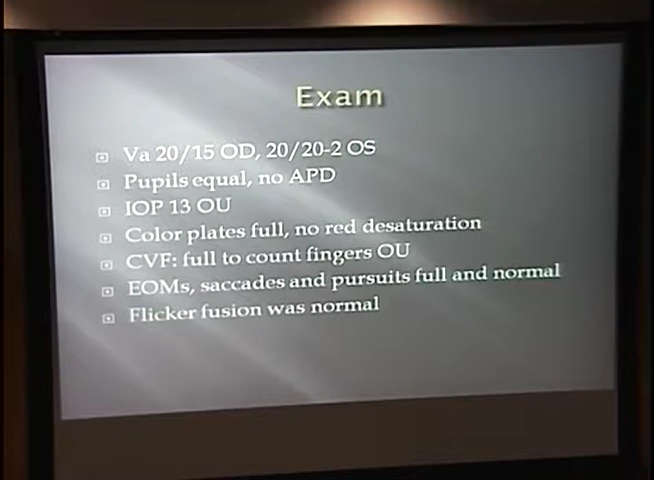 Exam
Va 20/15 OD, 20/20-2 OS
Pupils equal, no APD
IOP 13 OU
Color plates full, no red desaturation
CVF: full to count fingers OU
EOMs, saccades and pursuits full and normal
Flicker fusion was normal